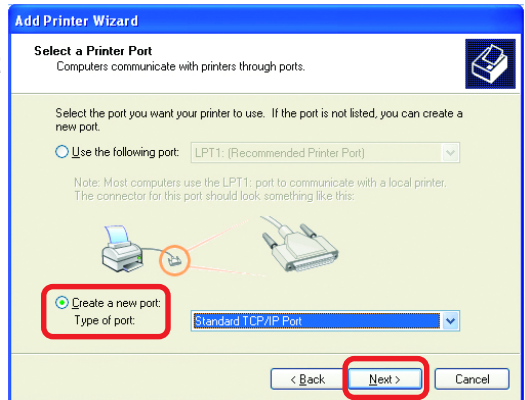 Add Printer Wizard
Select a Printer Port
Computers communicate with printers through ports.
Select the port you want your printer to use. If the port is not listed, you can create a
new port.
Use the following port: LPT1: (Recommended Printer Port)
Note: Most computers use the LPT1: port to communicate with a local printer.
The connector for this port should look something like this:
Create a new port:
Type of port: Standard TCP/IP Port
< Back Next > Cancel